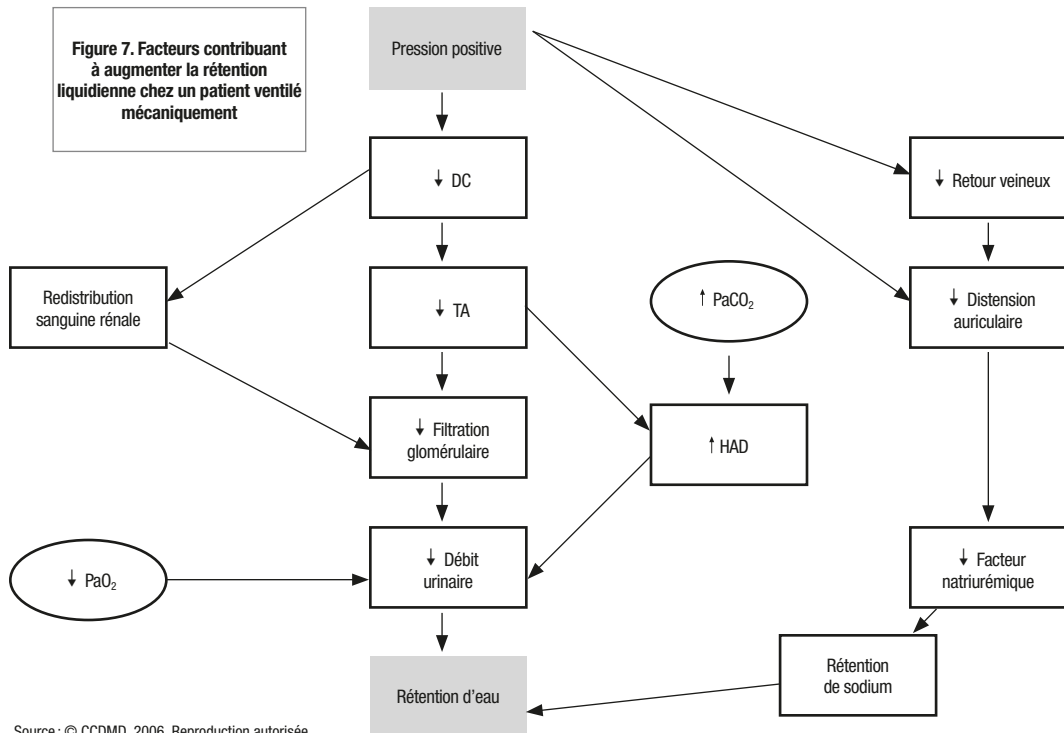 Figure 7. Facteurs contribuant
à augmenter la rétention
liquidienne chez un patient ventilé
mécaniquement
Pression positive
↓ DC
↓ Retour veineux
Redistribution
sanguine rénale
↓ TA
↑ PaCO₂
↓ Distension
auriculaire
↓ Filtration
glomérulaire
↑ HAD
↓ PaO₂
↓ Débit
urinaire
↓ Facteur
natriurémique
Rétention d'eau
Rétention
de sodium
Source : © CCDMD, 2006. Reproduction autorisée